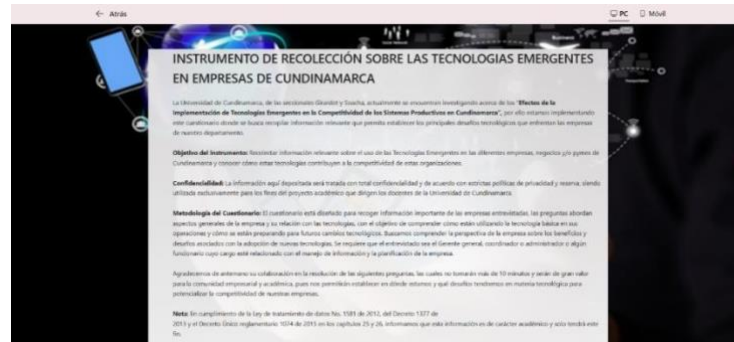 ← Atrás
PC
Móvil
INSTRUMENTO DE RECOLECCIÓN SOBRE LAS TECNOLOGIAS EMERGENTES
EN EMPRESAS DE CUNDINAMARCA
La Universidad de Cundinamarca, de las seccionales Girardot y Soacha, actualmente se encuentran investigando acerca de los "Efectos de la
Implementación de Tecnologías Emergentes en la Competitividad de los Sistemas Productivos en Cundinamarca", por ello estamos implementando
este cuestionario donde se busca recopilar información relevante que permita establecer los principales desafíos tecnológicos que enfrentan las empresas
de nuestro departamento.
Objetivo del instrumento: Recolectar información relevante sobre el uso de las Tecnologías Emergentes en las diferentes empresas, negocios y/o pymes de
Cundinamarca y conocer cómo estas tecnologías contribuyen a la competitividad de estas organizaciones.
Confidencialidad: La información aquí depositada será tratada con total confidencialidad y de acuerdo con estrictas políticas de privacidad y reserva, siendo
utilizada exclusivamente para los fines del proyecto académico que dirigen los docentes de la Universidad de Cundinamarca.
Metodología del Cuestionario: El cuestionario está diseñado para recoger información importante de las empresas entrevistadas, las preguntas abordan
aspectos generales de la empresa y su relación con las tecnologías, con el objetivo de comprender cómo están utilizando la tecnología básica en sus
operaciones y cómo se están preparando para futuros cambios tecnológicos. Buscamos comprender la perspectiva de la empresa sobre los beneficios y
desafíos asociados con la adopción de nuevas tecnologías. Se requiere que el entrevistado sea el Gerente general, coordinador o administrador o algún
funcionario cuyo cargo esté relacionado con el manejo de información y la planificación de la empresa.
Agradecemos de antemano su colaboración en la resolución de las siguientes preguntas, las cuales no tomarán más de 10 minutos y serán de gran valor
para la comunidad empresarial y académica, pues nos permitirán establecer en dónde estamos y qué desafíos tendremos en materia tecnológica para
potencializar la competitividad de nuestras empresas.
Nota: En cumplimiento de la Ley de tratamiento de datos No. 1581 de 2012, del Decreto 1377 de
2013 y el Decreto Único reglamentario 1074 de 2015 en los capítulos 25 y 26, informamos que esta información es de carácter académico y solo tendrá este
fin.